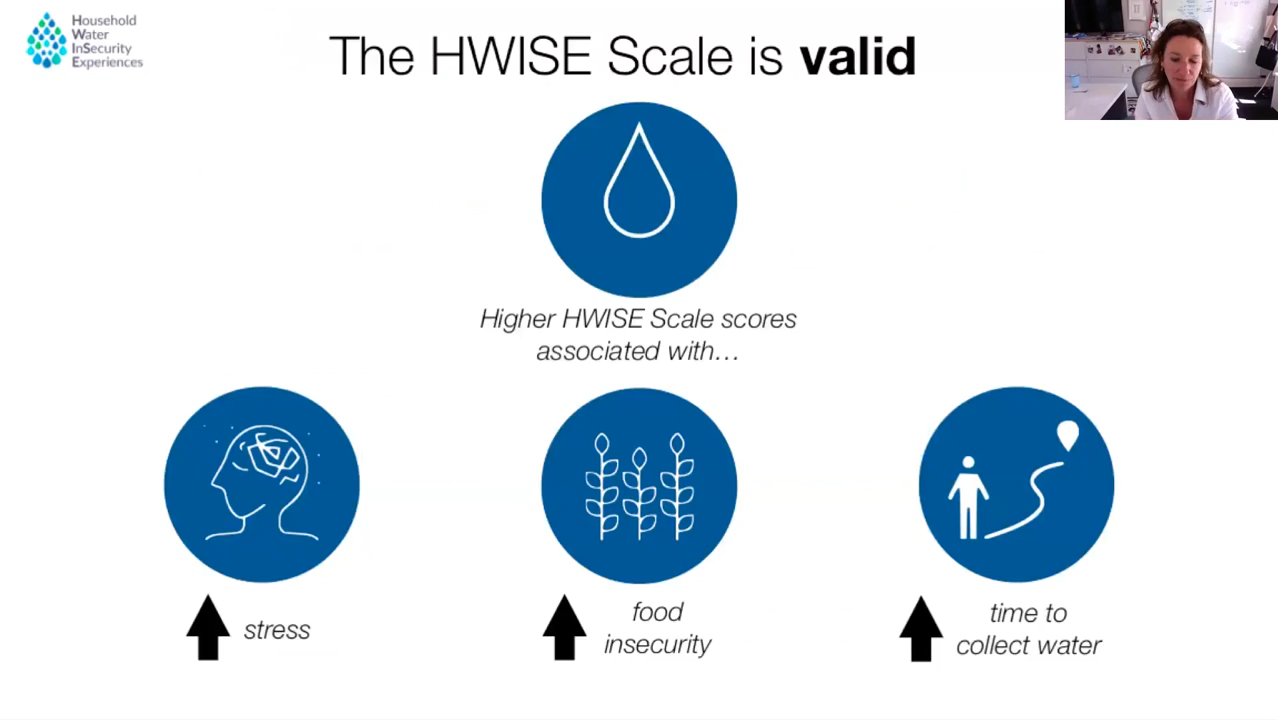 Household
Water
InSecurity
Experiences
The HWISE Scale is valid
Higher HWISE Scale scores
associated with…
stress
food
insecurity
time to
collect water